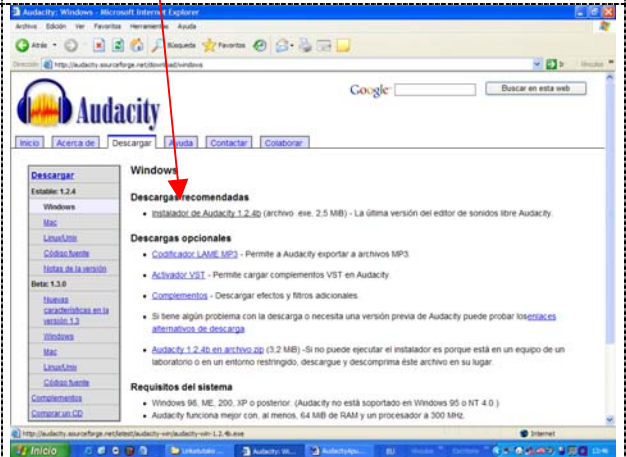 Audacity: Windows - Microsoft Internet Explorer
Archivo Edición Ver Favoritos Herramientas Ayuda
Atrás Búsqueda Favoritos
Dirección http://audacity.sourceforge.net/download/windows Ir Vínculos
Audacity
Google Buscar en esta web
Inicio Acerca de Descargar Ayuda Contactar Colaborar
Descargar
Estable: 1.2.4
Windows
Mac
Linux/Unix
Código fuente
Notas de la versión
Beta: 1.3.0
Nuevas
características en la
versión 1.3
Windows
Mac
Linux/Unix
Código fuente
Complementos
Comprar un CD
Windows
Descargas recomendadas
Instalador de Audacity 1.2.4b (archivo .exe, 2.5 MiB) - La última versión del editor de sonidos libre Audacity.
Descargas opcionales
Codificador LAME MP3 - Permite a Audacity exportar a archivos MP3.
Activador VST - Permite cargar complementos VST en Audacity.
Complementos - Descargar efectos y filtros adicionales.
Si tiene algún problema con la descarga o necesita una versión previa de Audacity puede probar losenlaces
alternativos de descarga.
Audacity 1.2.4b en archivo zip (3.2 MiB) -Si no puede ejecutar el instalador es porque está en un equipo de un
laboratorio o en un entorno restringido, descargue y descomprima éste archivo en su lugar.
Requisitos del sistema
Windows 98, ME, 200, XP o posterior. (Audacity no está soportado en Windows 95 o NT 4.0.)
Audacity funciona mejor con, al menos, 64 MiB de RAM y un procesador a 300 MHz.
http://audacity.sourceforge.net/latest/audacity-win/audacity-win-1.2.4b.exe Internet
Inicio Audacity: Wi... Vínculos Escritorio 13:46